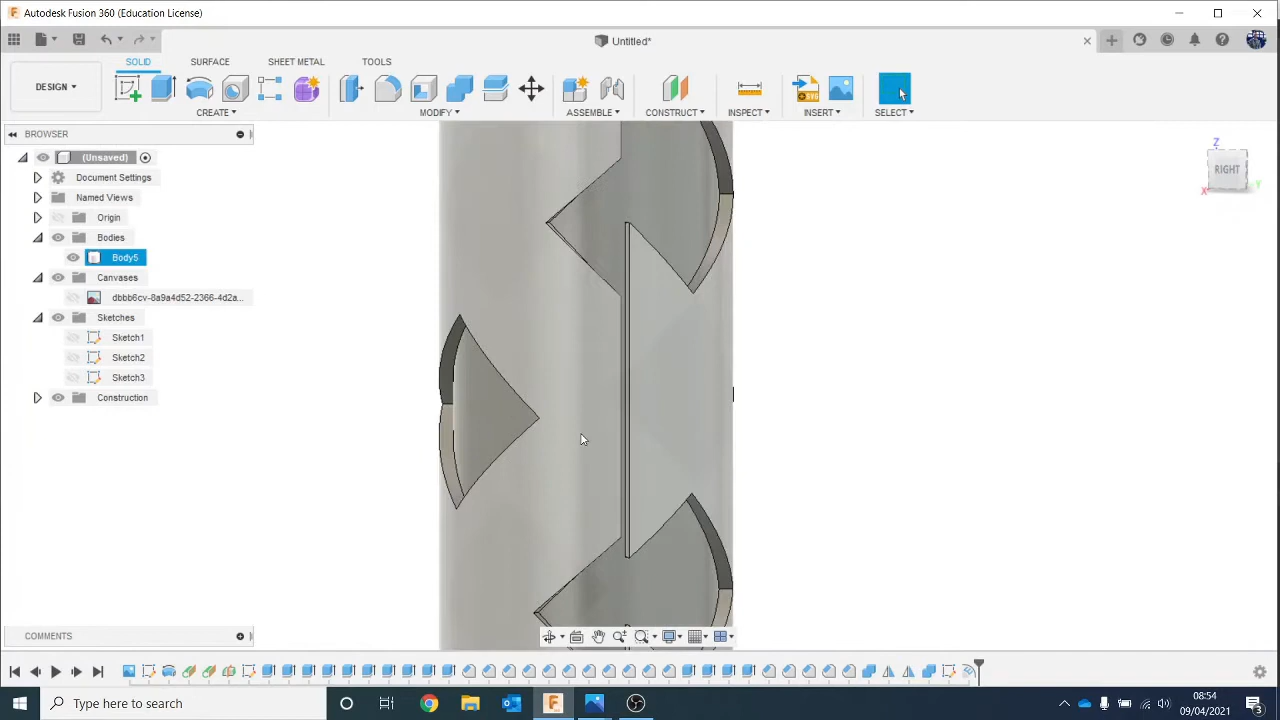 Autodesk Fusion 360 (Education License)
Untitled*
SOLID SURFACE SHEET METAL TOOLS
DESIGN
CREATE MODIFY ASSEMBLE CONSTRUCT INSPECT INSERT SELECT
BROWSER
(Unsaved)
Document Settings
Named Views
Origin
Bodies
Body5
Canvases
dbbb6cv-8a9a4d52-2366-4d2a...
Sketches
Sketch1
Sketch2
Sketch3
Construction
Z
RIGHT
X
Y
COMMENTS
Type here to search
08:54
09/04/2021
3